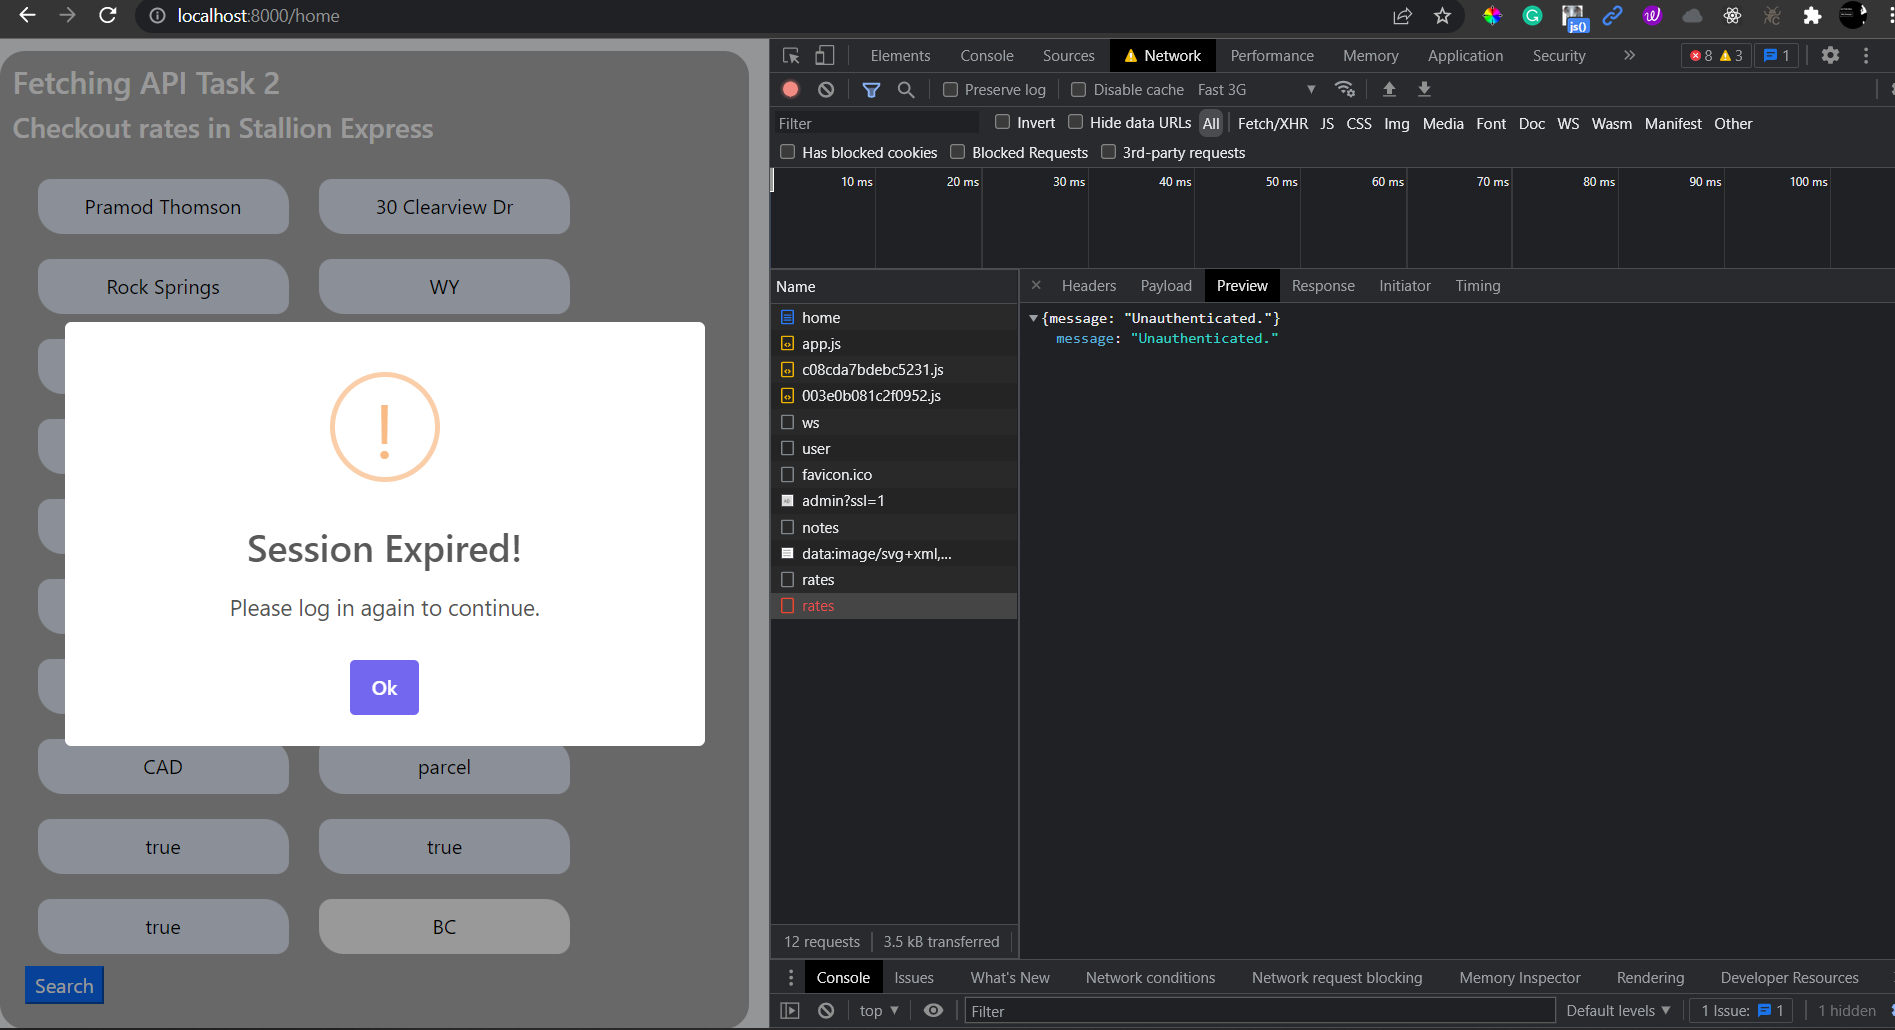 localhost:8000/home
js()
Fetching API Task 2
Checkout rates in Stallion Express
Pramod Thomson
30 Clearview Dr
Rock Springs
WY
Session Expired!
Please log in again to continue.
Ok
CAD
parcel
true
true
true
BC
Search
Elements Console Sources Network Performance Memory Application Security » 8 3 1
Preserve log Disable cache Fast 3G
Filter Invert Hide data URLs All Fetch/XHR JS CSS Img Media Font Doc WS Wasm Manifest Other
Has blocked cookies Blocked Requests 3rd-party requests
10 ms 20 ms 30 ms 40 ms 50 ms 60 ms 70 ms 80 ms 90 ms 100 ms
Name
home
app.js
c08cda7bdebc5231.js
003e0b081c2f0952.js
ws
user
favicon.ico
admin?ssl=1
notes
data:image/svg+xml,...
rates
rates
12 requests 3.5 kB transferred
× Headers Payload Preview Response Initiator Timing
{message: "Unauthenticated."}
message: "Unauthenticated."
Console Issues What's New Network conditions Network request blocking Memory Inspector Rendering Developer Resources
top Filter Default levels 1 Issue: 1 1 hidden